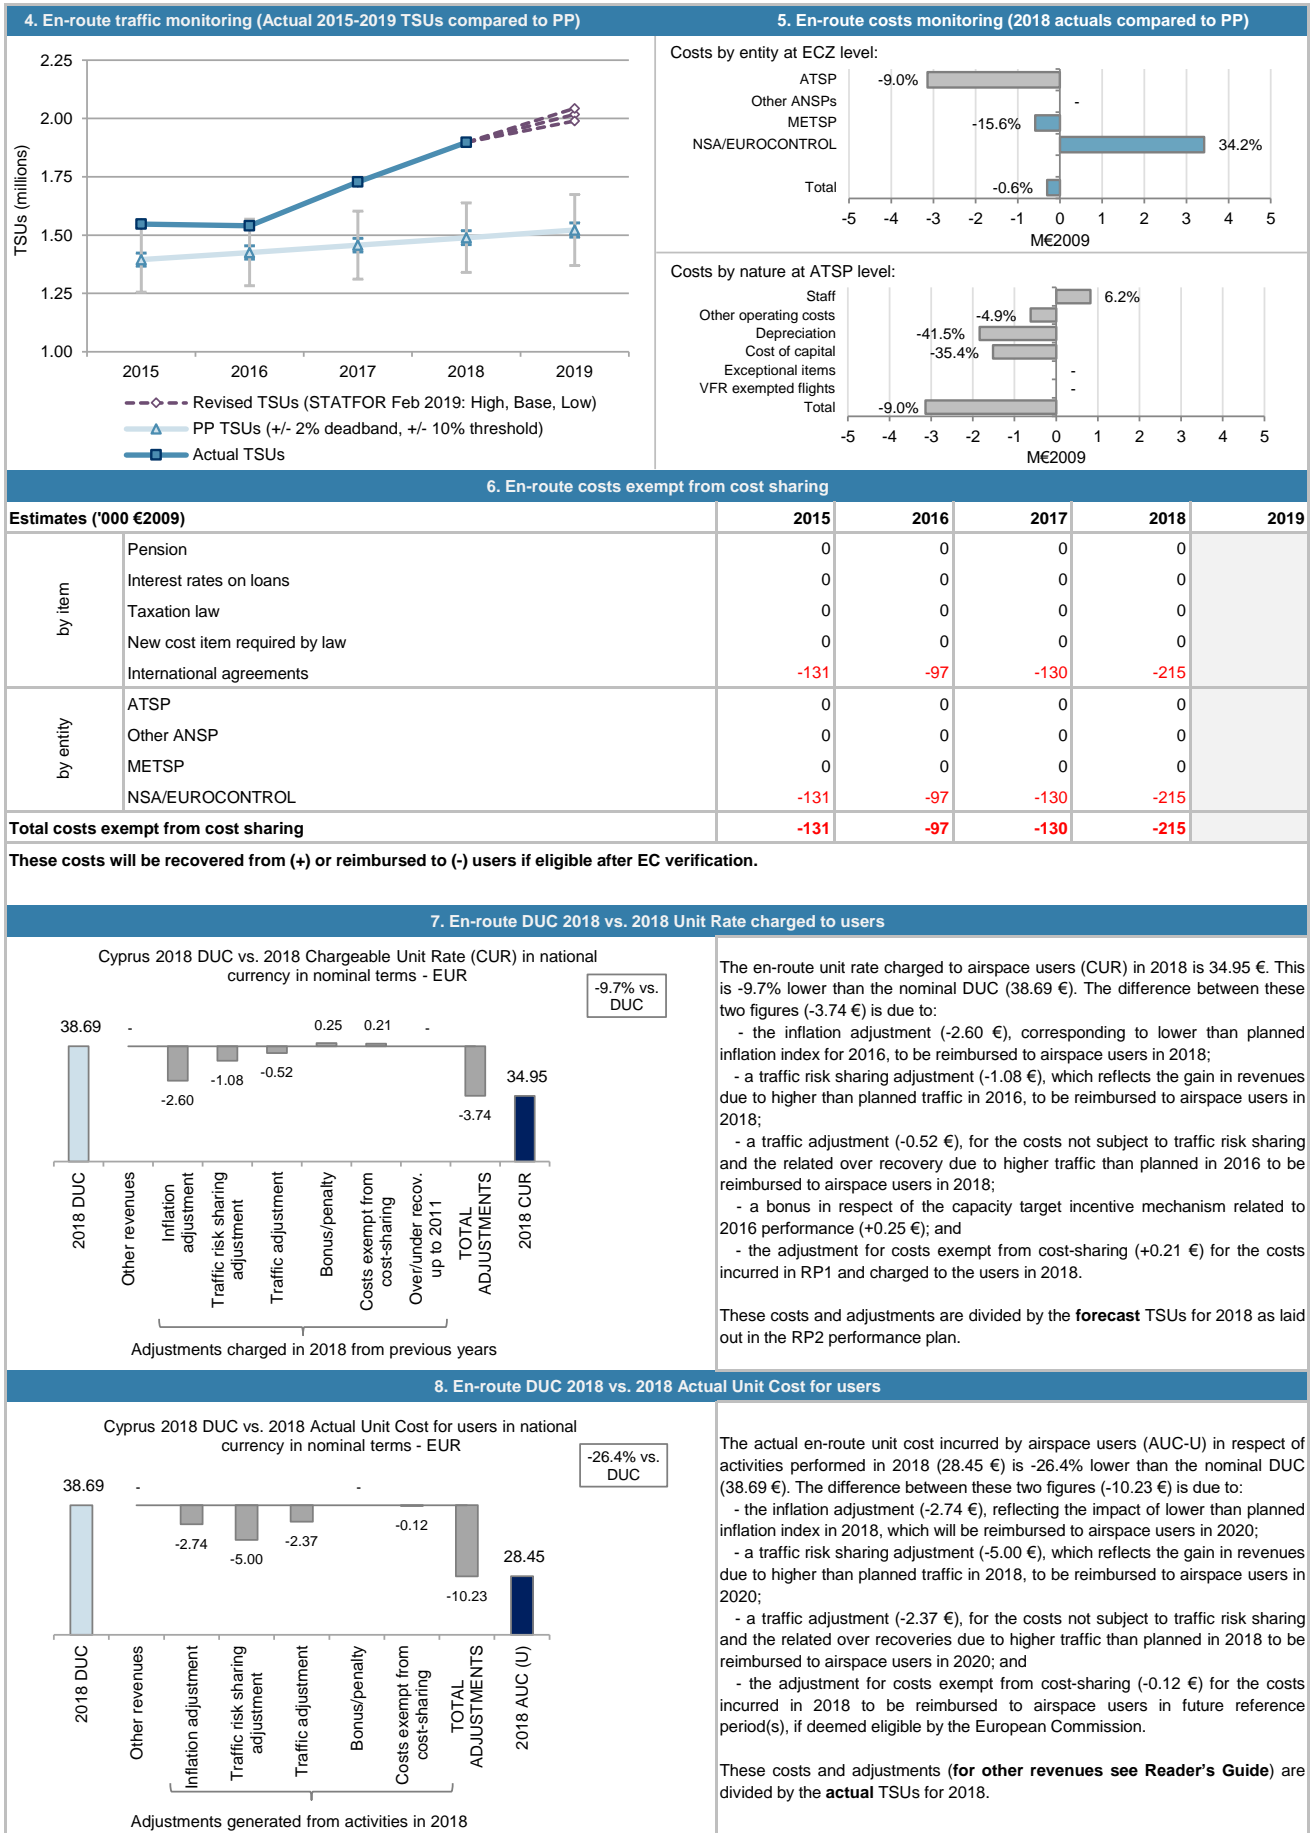 4. En-route traffic monitoring (Actual 2015-2019 TSUs compared to PP)
2.25
2.00
1.75
1.50
1.25
1.00
TSUs (millions)
2015 2016 2017 2018 2019
Revised TSUs (STATFOR Feb 2019: High, Base, Low)
PP TSUs (+/- 2% deadband, +/- 10% threshold)
Actual TSUs
5. En-route costs monitoring (2018 actuals compared to PP)
Costs by entity at ECZ level:
ATSP -9.0%
Other ANSPs -
METSP -15.6%
NSA/EUROCONTROL 34.2%
Total -0.6%
-5 -4 -3 -2 -1 0 1 2 3 4 5
M€2009
Costs by nature at ATSP level:
Staff 6.2%
Other operating costs -4.9%
Depreciation -41.5%
Cost of capital -35.4%
Exceptional items -
VFR exempted flights -
Total -9.0%
-5 -4 -3 -2 -1 0 1 2 3 4 5
M€2009
6. En-route costs exempt from cost sharing
Estimates ('000 €2009) 2015 2016 2017 2018 2019
by item
Pension 0 0 0 0
Interest rates on loans 0 0 0 0
Taxation law 0 0 0 0
New cost item required by law 0 0 0 0
International agreements -131 -97 -130 -215
by entity
ATSP 0 0 0 0
Other ANSP 0 0 0 0
METSP 0 0 0 0
NSA/EUROCONTROL -131 -97 -130 -215
Total costs exempt from cost sharing -131 -97 -130 -215
These costs will be recovered from (+) or reimbursed to (-) users if eligible after EC verification.
7. En-route DUC 2018 vs. 2018 Unit Rate charged to users
Cyprus 2018 DUC vs. 2018 Chargeable Unit Rate (CUR) in national
currency in nominal terms - EUR
-9.7% vs.
DUC
38.69 - -2.60 -1.08 -0.52 0.25 0.21 - -3.74 34.95
2018 DUC
Other revenues
Inflation
adjustment
Traffic risk sharing
adjustment
Traffic adjustment
Bonus/penalty
Costs exempt from
cost-sharing
Over/under recov.
up to 2011
TOTAL
ADJUSTMENTS
2018 CUR
Adjustments charged in 2018 from previous years
The en-route unit rate charged to airspace users (CUR) in 2018 is 34.95 €. This
is -9.7% lower than the nominal DUC (38.69 €). The difference between these
two figures (-3.74 €) is due to:
- the inflation adjustment (-2.60 €), corresponding to lower than planned
inflation index for 2016, to be reimbursed to airspace users in 2018;
- a traffic risk sharing adjustment (-1.08 €), which reflects the gain in revenues
due to higher than planned traffic in 2016, to be reimbursed to airspace users in
2018;
- a traffic adjustment (-0.52 €), for the costs not subject to traffic risk sharing
and the related over recovery due to higher traffic than planned in 2016 to be
reimbursed to airspace users in 2018;
- a bonus in respect of the capacity target incentive mechanism related to
2016 performance (+0.25 €); and
- the adjustment for costs exempt from cost-sharing (+0.21 €) for the costs
incurred in RP1 and charged to the users in 2018.
These costs and adjustments are divided by the forecast TSUs for 2018 as laid
out in the RP2 performance plan.
8. En-route DUC 2018 vs. 2018 Actual Unit Cost for users
Cyprus 2018 DUC vs. 2018 Actual Unit Cost for users in national
currency in nominal terms - EUR
-26.4% vs.
DUC
38.69 - -2.74 -5.00 -2.37 - -0.12 -10.23 28.45
2018 DUC
Other revenues
Inflation adjustment
Traffic risk sharing
adjustment
Traffic adjustment
Bonus/penalty
Costs exempt from
cost-sharing
TOTAL
ADJUSTMENTS
2018 AUC (U)
Adjustments generated from activities in 2018
The actual en-route unit cost incurred by airspace users (AUC-U) in respect of
activities performed in 2018 (28.45 €) is -26.4% lower than the nominal DUC
(38.69 €). The difference between these two figures (-10.23 €) is due to:
- the inflation adjustment (-2.74 €), reflecting the impact of lower than planned
inflation index in 2018, which will be reimbursed to airspace users in 2020;
- a traffic risk sharing adjustment (-5.00 €), which reflects the gain in revenues
due to higher than planned traffic in 2018, to be reimbursed to airspace users in
2020;
- a traffic adjustment (-2.37 €), for the costs not subject to traffic risk sharing
and the related over recoveries due to higher traffic than planned in 2018 to be
reimbursed to airspace users in 2020; and
- the adjustment for costs exempt from cost-sharing (-0.12 €) for the costs
incurred in 2018 to be reimbursed to airspace users in future reference
period(s), if deemed eligible by the European Commission.
These costs and adjustments (for other revenues see Reader's Guide) are
divided by the actual TSUs for 2018.